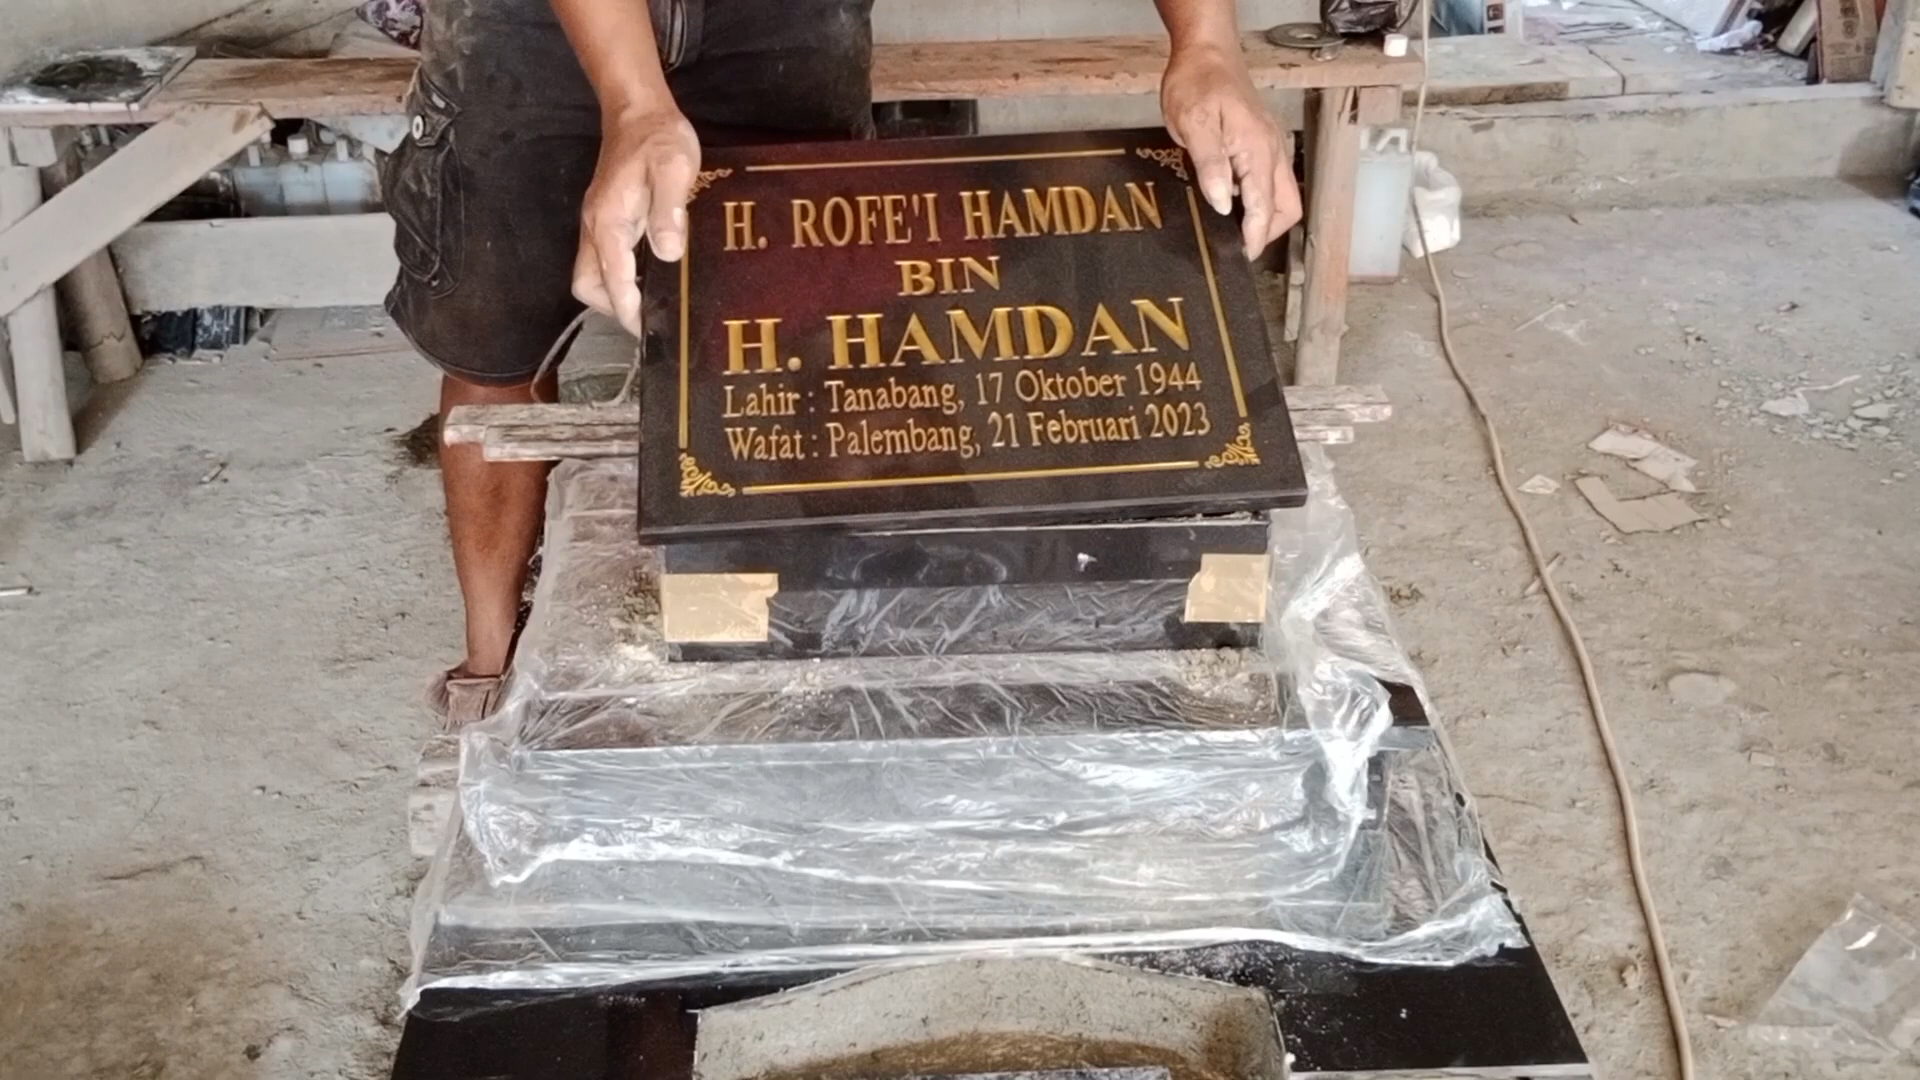 H. ROFE'I HAMDAN
BIN
H. HAMDAN
Lahir : Tanabang, 17 Oktober 1944
Wafat : Palembang, 21 Februari 2023